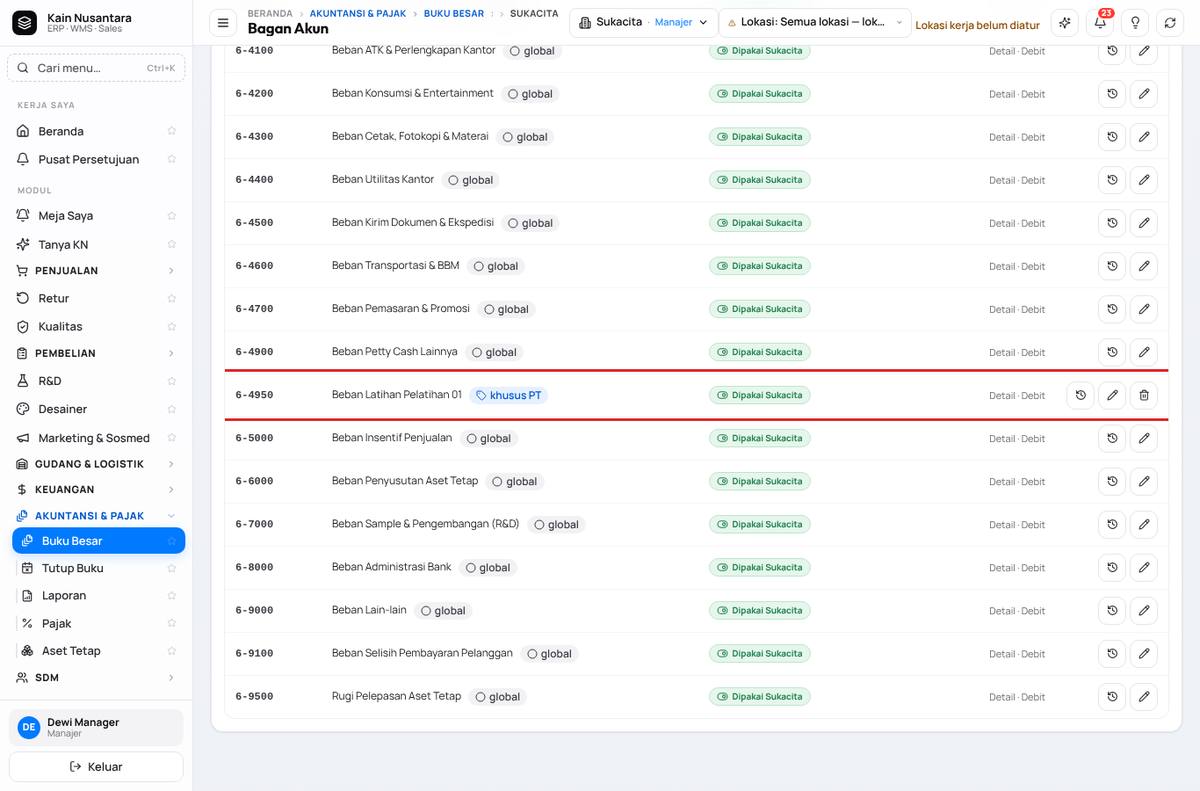 Kain Nusantara
ERP · WMS · Sales
Cari menu... Ctrl+K
KERJA SAYA
Beranda
Pusat Persetujuan
MODUL
Meja Saya
Tanya KN
PENJUALAN
Retur
Kualitas
PEMBELIAN
R&D
Desainer
Marketing & Sosmed
GUDANG & LOGISTIK
KEUANGAN
AKUNTANSI & PAJAK
Buku Besar
Tutup Buku
Laporan
Pajak
Aset Tetap
SDM
DE Dewi Manager
Manajer
Keluar
BERANDA › AKUNTANSI & PAJAK › BUKU BESAR : › SUKACITA
Bagan Akun
Sukacita · Manajer
Lokasi: Semua lokasi — lok...
Lokasi kerja belum diatur
23
6-4100 Beban ATK & Perlengkapan Kantor global Dipakai Sukacita Detail · Debit
6-4200 Beban Konsumsi & Entertainment global Dipakai Sukacita Detail · Debit
6-4300 Beban Cetak, Fotokopi & Materai global Dipakai Sukacita Detail · Debit
6-4400 Beban Utilitas Kantor global Dipakai Sukacita Detail · Debit
6-4500 Beban Kirim Dokumen & Ekspedisi global Dipakai Sukacita Detail · Debit
6-4600 Beban Transportasi & BBM global Dipakai Sukacita Detail · Debit
6-4700 Beban Pemasaran & Promosi global Dipakai Sukacita Detail · Debit
6-4900 Beban Petty Cash Lainnya global Dipakai Sukacita Detail · Debit
6-4950 Beban Latihan Pelatihan 01 khusus PT Dipakai Sukacita Detail · Debit
6-5000 Beban Insentif Penjualan global Dipakai Sukacita Detail · Debit
6-6000 Beban Penyusutan Aset Tetap global Dipakai Sukacita Detail · Debit
6-7000 Beban Sample & Pengembangan (R&D) global Dipakai Sukacita Detail · Debit
6-8000 Beban Administrasi Bank global Dipakai Sukacita Detail · Debit
6-9000 Beban Lain-lain global Dipakai Sukacita Detail · Debit
6-9100 Beban Selisih Pembayaran Pelanggan global Dipakai Sukacita Detail · Debit
6-9500 Rugi Pelepasan Aset Tetap global Dipakai Sukacita Detail · Debit